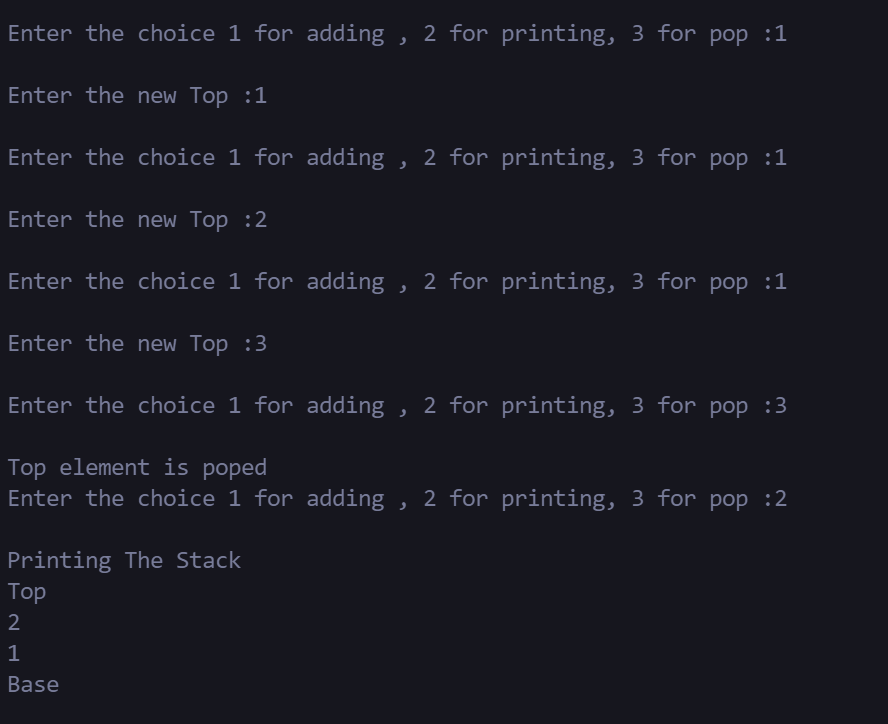 Enter the choice 1 for adding , 2 for printing, 3 for pop :1
Enter the new Top :1
Enter the choice 1 for adding , 2 for printing, 3 for pop :1
Enter the new Top :2
Enter the choice 1 for adding , 2 for printing, 3 for pop :1
Enter the new Top :3
Enter the choice 1 for adding , 2 for printing, 3 for pop :3
Top element is poped
Enter the choice 1 for adding , 2 for printing, 3 for pop :2
Printing The Stack
Top
2
1
Base